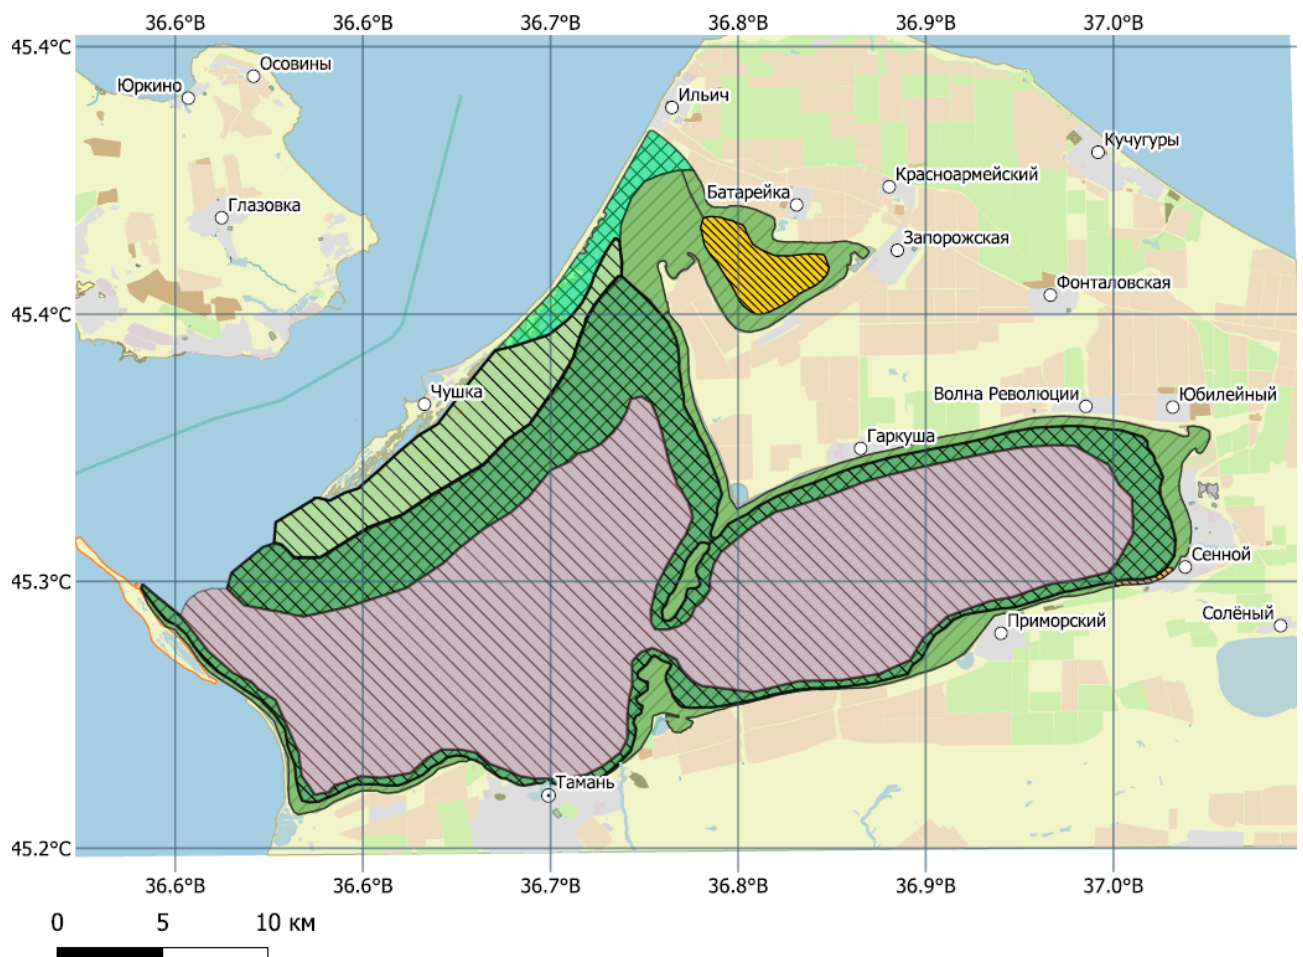 36.6°В 36.6°В 36.7°В 36.8°В 36.9°В 37.0°В
45.4°С
Осовины
Юркино
Ильич
Кучугуры
Красноармейский
Батарейка
Глазовка
Запорожская
Фонталовская
45.4°С
Чушка
Волна Революции
Юбилейный
Гаркуша
Сенной
45.3°С
Солёный
Приморский
Тамань
45.2°С
36.6°В 36.6°В 36.7°В 36.8°В 36.9°В 37.0°В
0 5 10 км